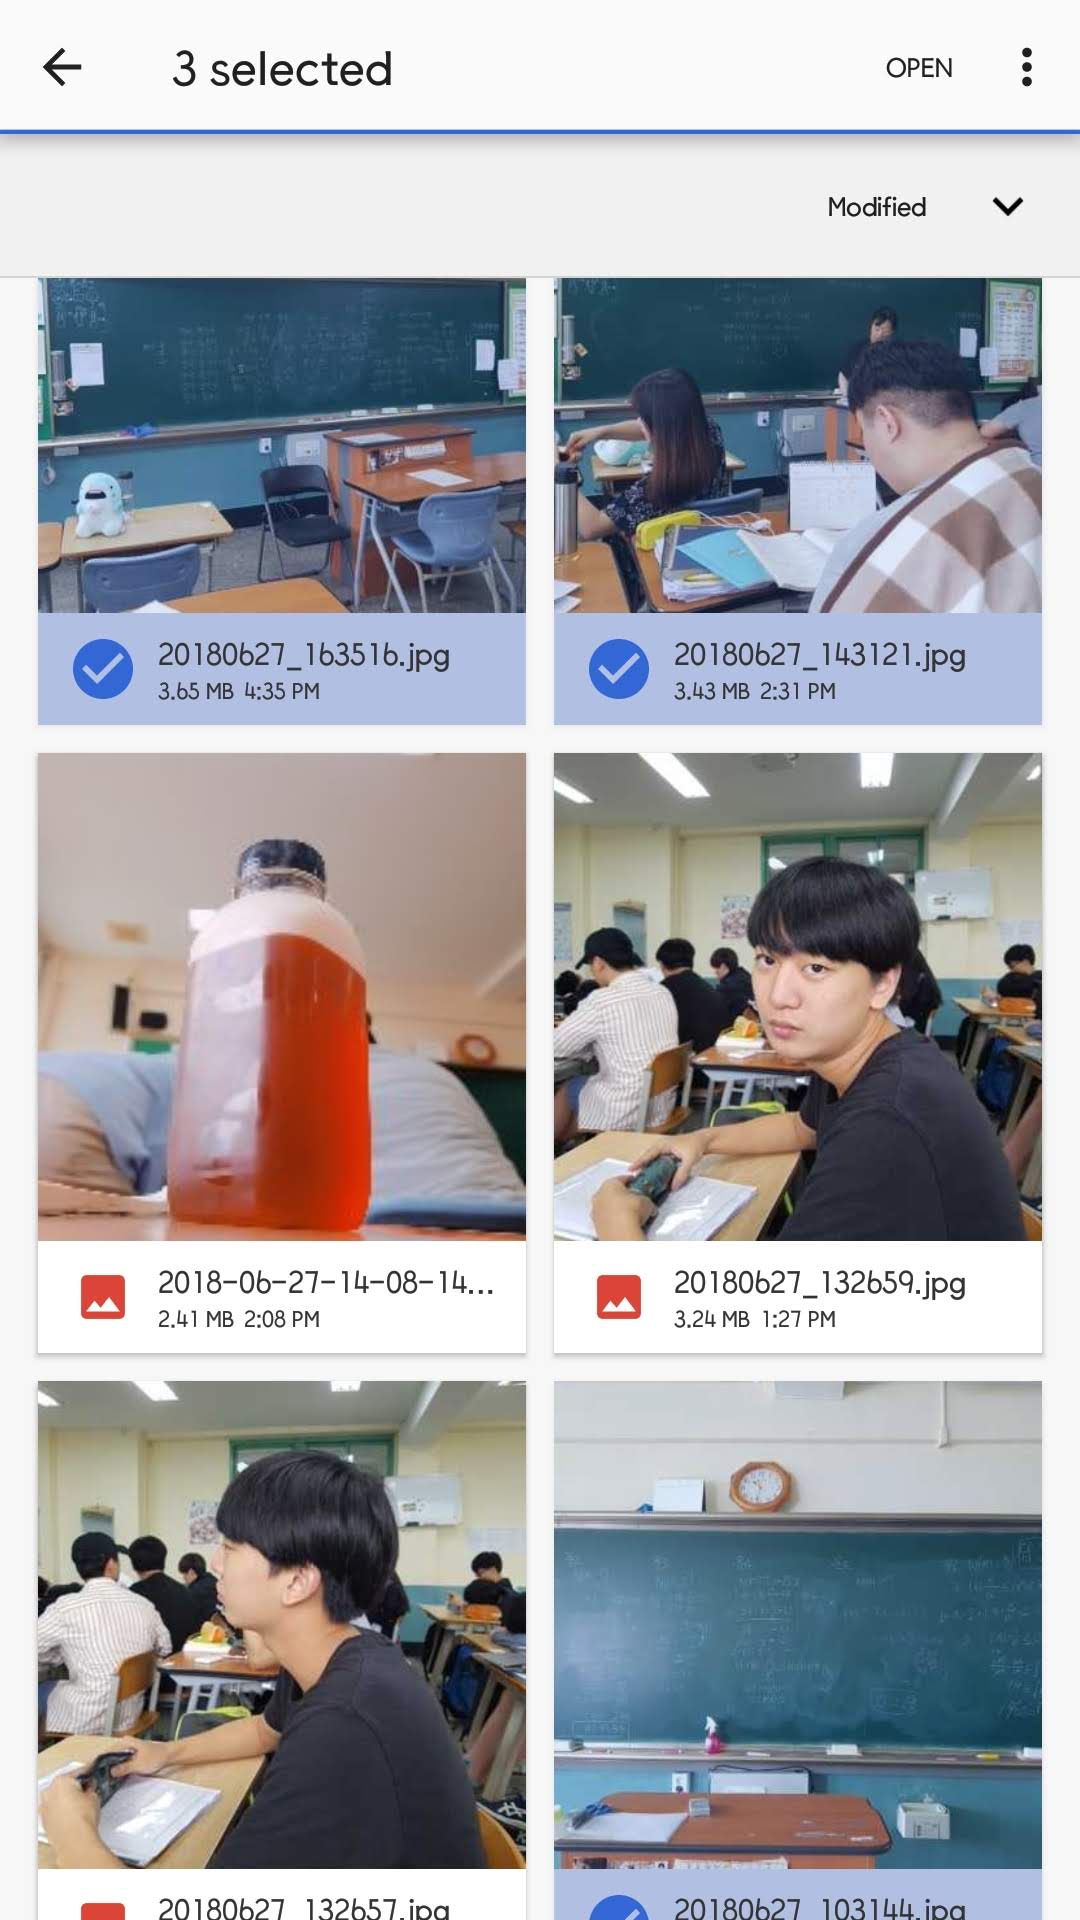 3 selected
OPEN
Modified
20180627_163516.jpg
3.65 MB 4:35 PM
20180627_143121.jpg
3.43 MB 2:31 PM
2018-06-27-14-08-14...
2.41 MB 2:08 PM
20180627_132659.jpg
3.24 MB 1:27 PM
20180627_132657.jpg
20180627_103144.jpg